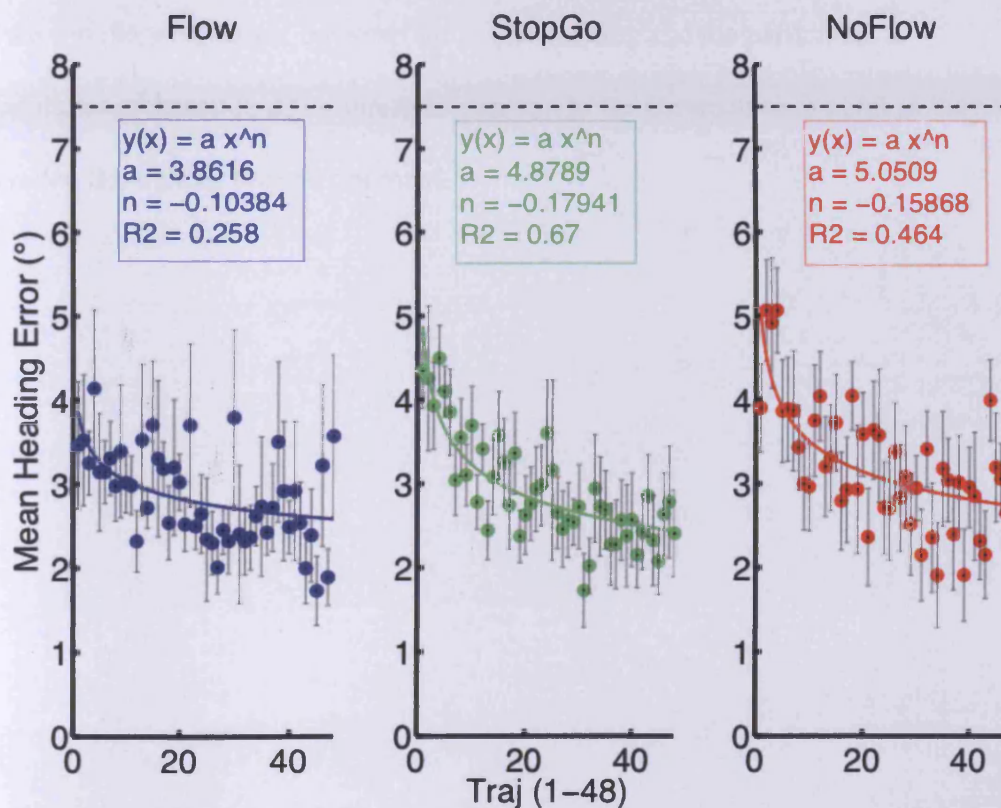 Flow
StopGo
NoFlow
Mean Heading Error (°)
8
7
6
5
4
3
2
1
0
y(x) = a x^n
a = 3.8616
n = −0.10384
R2 = 0.258
0
20
40
8
7
6
5
4
3
2
1
0
y(x) = a x^n
a = 4.8789
n = −0.17941
R2 = 0.67
0
20
40
8
7
6
5
4
3
2
1
0
y(x) = a x^n
a = 5.0509
n = −0.15868
R2 = 0.464
0
20
40
Traj (1−48)